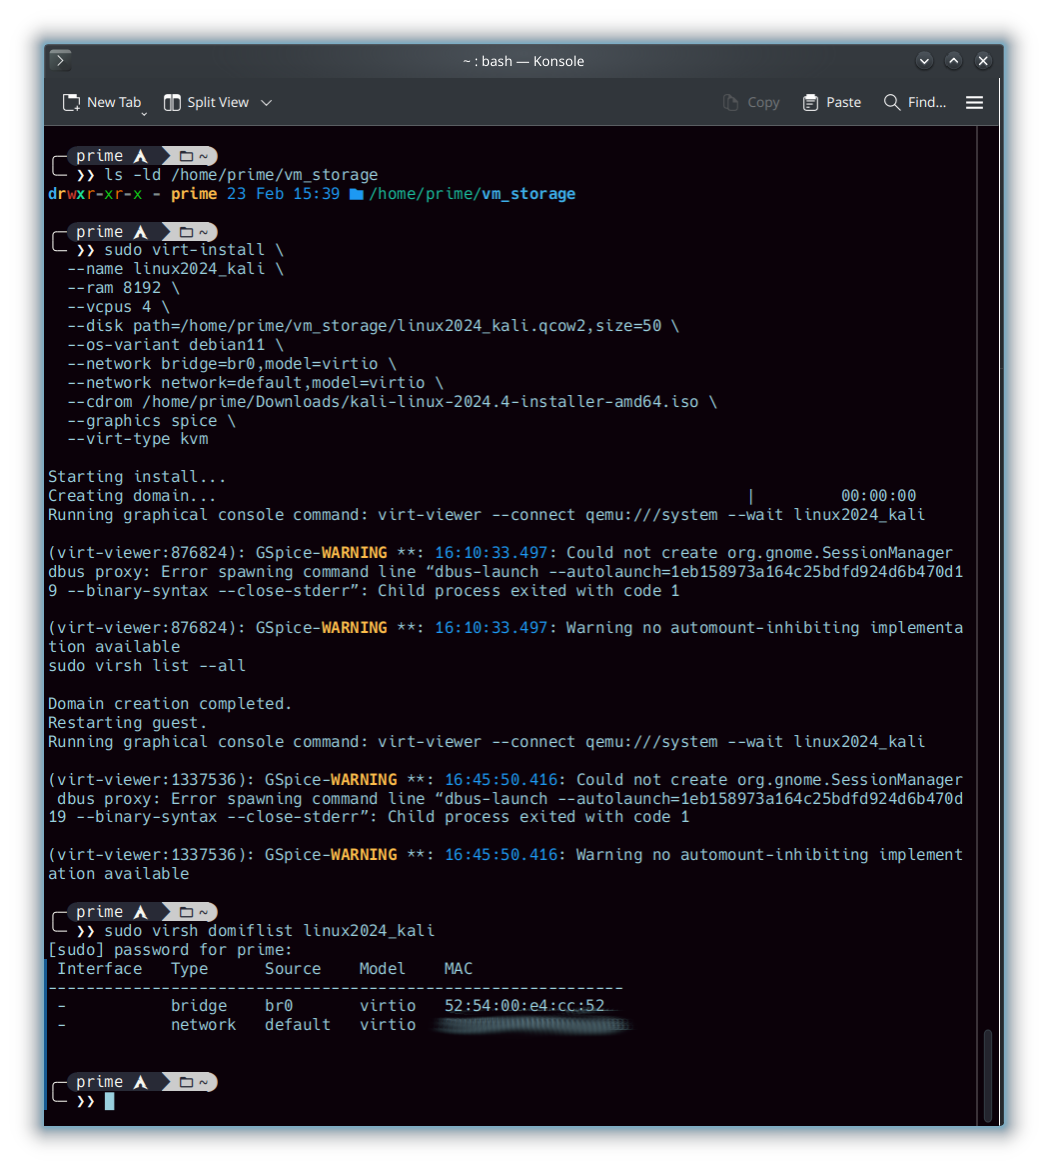 ~ : bash — Konsole
New Tab Split View Copy Paste Find...
prime ~
❯❯ ls -ld /home/prime/vm_storage
drwxr-xr-x - prime 23 Feb 15:39 /home/prime/vm_storage
prime ~
❯❯ sudo virt-install \
--name linux2024_kali \
--ram 8192 \
--vcpus 4 \
--disk path=/home/prime/vm_storage/linux2024_kali.qcow2,size=50 \
--os-variant debian11 \
--network bridge=br0,model=virtio \
--network network=default,model=virtio \
--cdrom /home/prime/Downloads/kali-linux-2024.4-installer-amd64.iso \
--graphics spice \
--virt-type kvm
Starting install...
Creating domain... | 00:00:00
Running graphical console command: virt-viewer --connect qemu:///system --wait linux2024_kali
(virt-viewer:876824): GSpice-WARNING **: 16:10:33.497: Could not create org.gnome.SessionManager
dbus proxy: Error spawning command line “dbus-launch --autolaunch=1eb158973a164c25bdfd924d6b470d1
9 --binary-syntax --close-stderr”: Child process exited with code 1
(virt-viewer:876824): GSpice-WARNING **: 16:10:33.497: Warning no automount-inhibiting implementa
tion available
sudo virsh list --all
Domain creation completed.
Restarting guest.
Running graphical console command: virt-viewer --connect qemu:///system --wait linux2024_kali
(virt-viewer:1337536): GSpice-WARNING **: 16:45:50.416: Could not create org.gnome.SessionManager
dbus proxy: Error spawning command line “dbus-launch --autolaunch=1eb158973a164c25bdfd924d6b470d
19 --binary-syntax --close-stderr”: Child process exited with code 1
(virt-viewer:1337536): GSpice-WARNING **: 16:45:50.416: Warning no automount-inhibiting implement
ation available
prime ~
❯❯ sudo virsh domiflist linux2024_kali
[sudo] password for prime:
Interface Type Source Model MAC
-------------------------------------------------------------
- bridge br0 virtio 52:54:00:e4:cc:52
- network default virtio
prime ~
❯❯